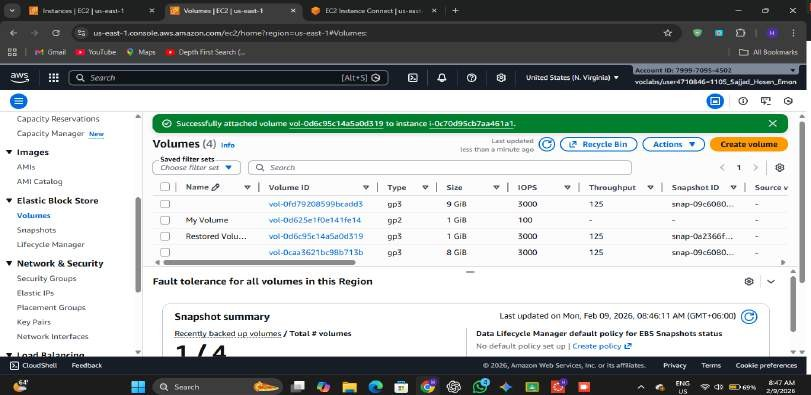 Instances | EC2 | us-east-1
Volumes | EC2 | us-east-1
EC2 Instance Connect | us-east-
us-east-1.console.aws.amazon.com/ec2/home?region=us-east-1#Volumes:
Gmail YouTube Maps Depth First Search (... All Bookmarks
aws Search [Alt+S] United States (N. Virginia) Account ID: 7999-7095-4502
voclabs/user4710846=1105_Sajjad_Hosen_Emon
Capacity Reservations
Capacity Manager New
Images
AMIs
AMI Catalog
Elastic Block Store
Volumes
Snapshots
Lifecycle Manager
Network & Security
Security Groups
Elastic IPs
Placement Groups
Key Pairs
Network Interfaces
Load Balancing
Successfully attached volume vol-0d6c95c14a5a0d319 to instance i-0c70d95cb7aa461a1.
Volumes (4) Info
Last updated
less than a minute ago
Recycle Bin Actions Create volume
Saved filter sets
Choose filter set Search 1
Name Volume ID Type Size IOPS Throughput Snapshot ID Source v
vol-0fd79208599bcadd3 gp3 9 GiB 3000 125 snap-09c6080... –
My Volume vol-0d625e1f0e141fe14 gp2 1 GiB 100 - - –
Restored Volu... vol-0d6c95c14a5a0d319 gp3 1 GiB 3000 125 snap-0a2366f... –
vol-0caa3621bc98b713b gp3 8 GiB 3000 125 snap-09c6080... –
Fault tolerance for all volumes in this Region
Snapshot summary
Last updated on Mon, Feb 09, 2026, 08:46:11 AM (GMT+06:00)
Recently backed up volumes / Total # volumes
1 / 4
Data Lifecycle Manager default policy for EBS Snapshots status
No default policy set up | Create policy
CloudShell Feedback © 2026, Amazon Web Services, Inc. or its affiliates. Privacy Terms Cookie preferences
64°
Search
ENG
US
69%
8:47 AM
2/9/2026